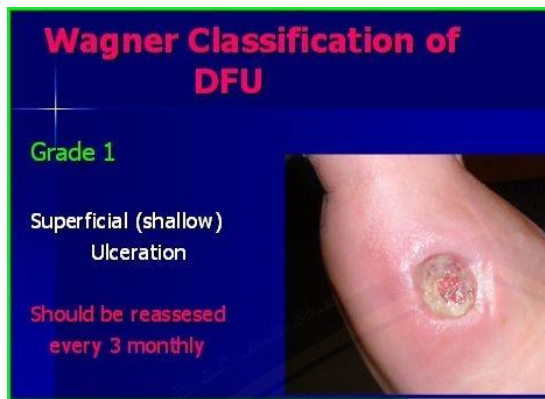 Wagner Classification of
DFU
Grade 1
Superficial (shallow)
Ulceration
Should be reassesed
every 3 monthly